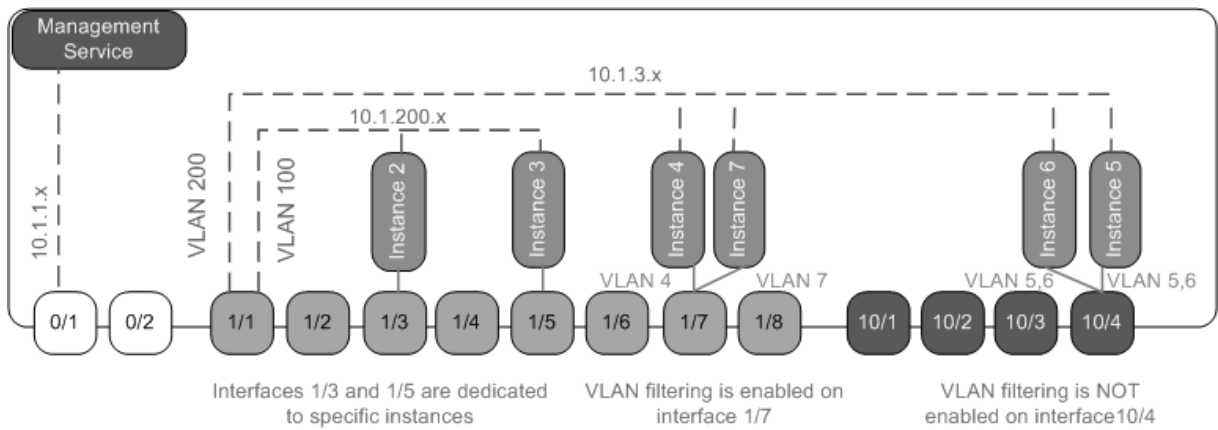 Management
Service
10.1.3.x
10.1.200.x
10.1.1.x
VLAN 200
VLAN 100
Instance 2
Instance 3
Instance 4
Instance 7
Instance 6
Instance 5
VLAN 4
VLAN 7
VLAN 5,6
VLAN 5,6
0/1
0/2
1/1
1/2
1/3
1/4
1/5
1/6
1/7
1/8
10/1
10/2
10/3
10/4
Interfaces 1/3 and 1/5 are dedicated
to specific instances
VLAN filtering is enabled on
interface 1/7
VLAN filtering is NOT
enabled on interface10/4